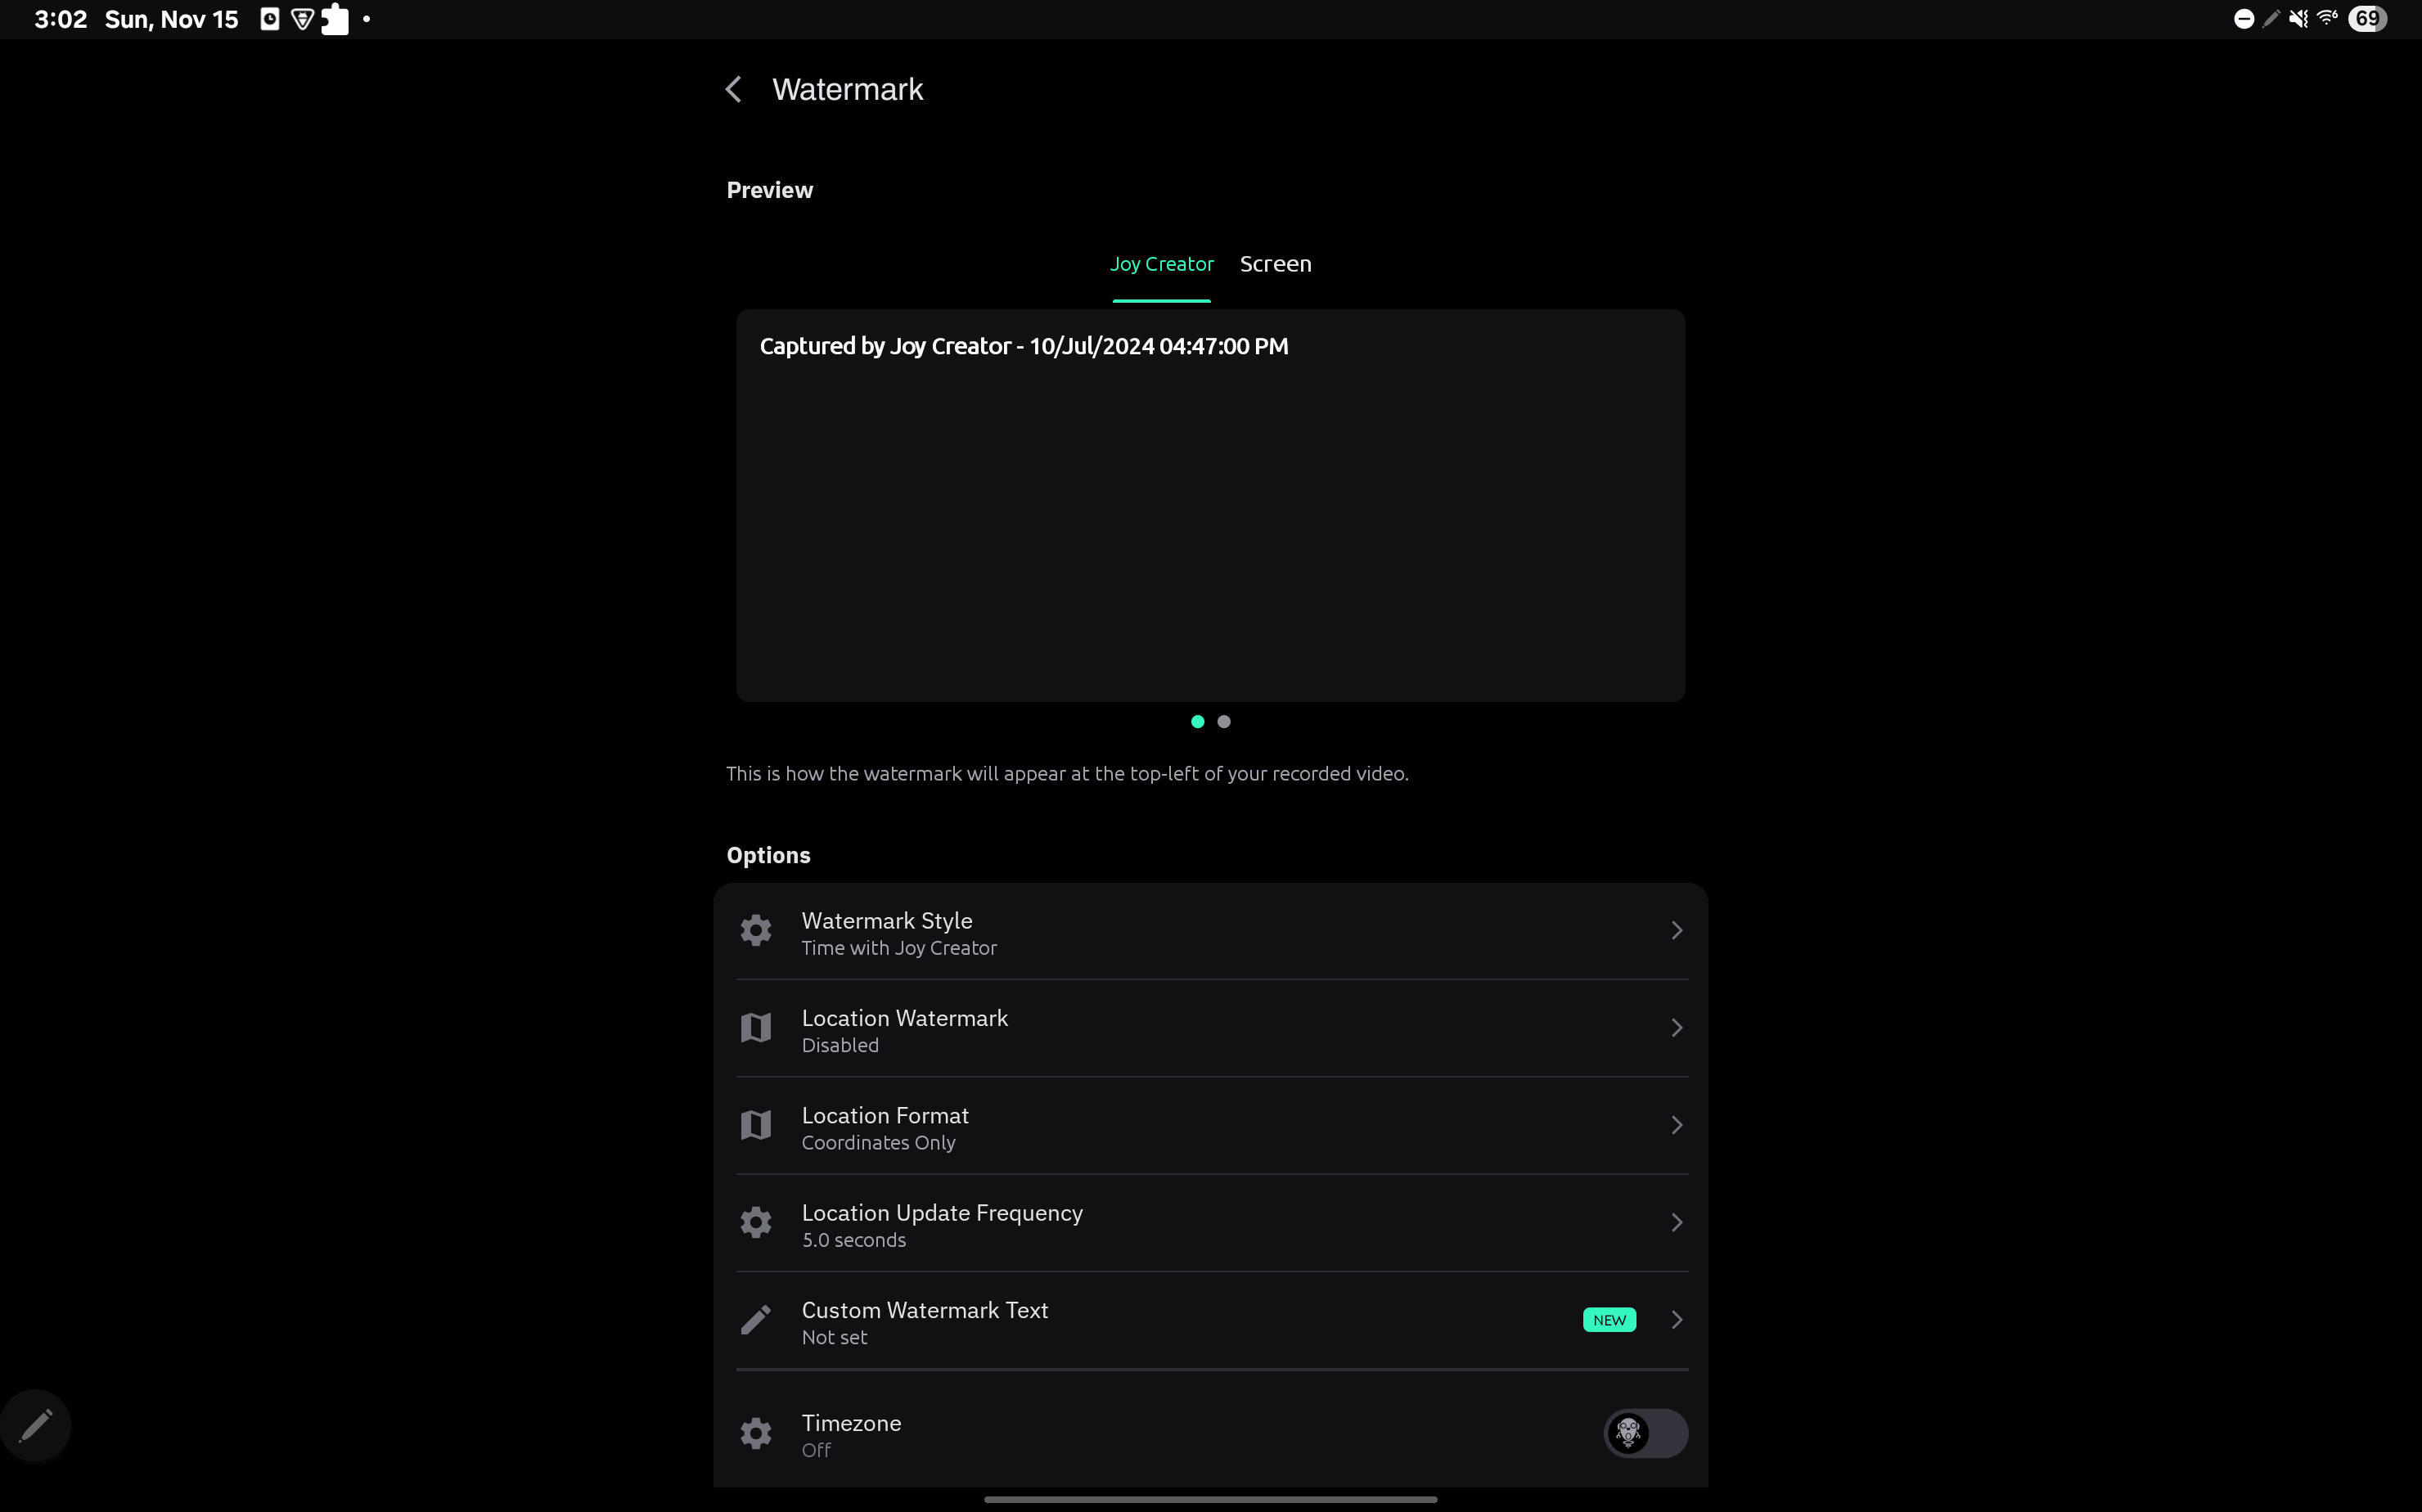 3:02 Sun, Nov 15
69
Watermark
Preview
Joy Creator Screen
Captured by Joy Creator - 10/Jul/2024 04:47:00 PM
This is how the watermark will appear at the top-left of your recorded video.
Options
Watermark Style
Time with Joy Creator
Location Watermark
Disabled
Location Format
Coordinates Only
Location Update Frequency
5.0 seconds
Custom Watermark Text
Not set
NEW
Timezone
Off